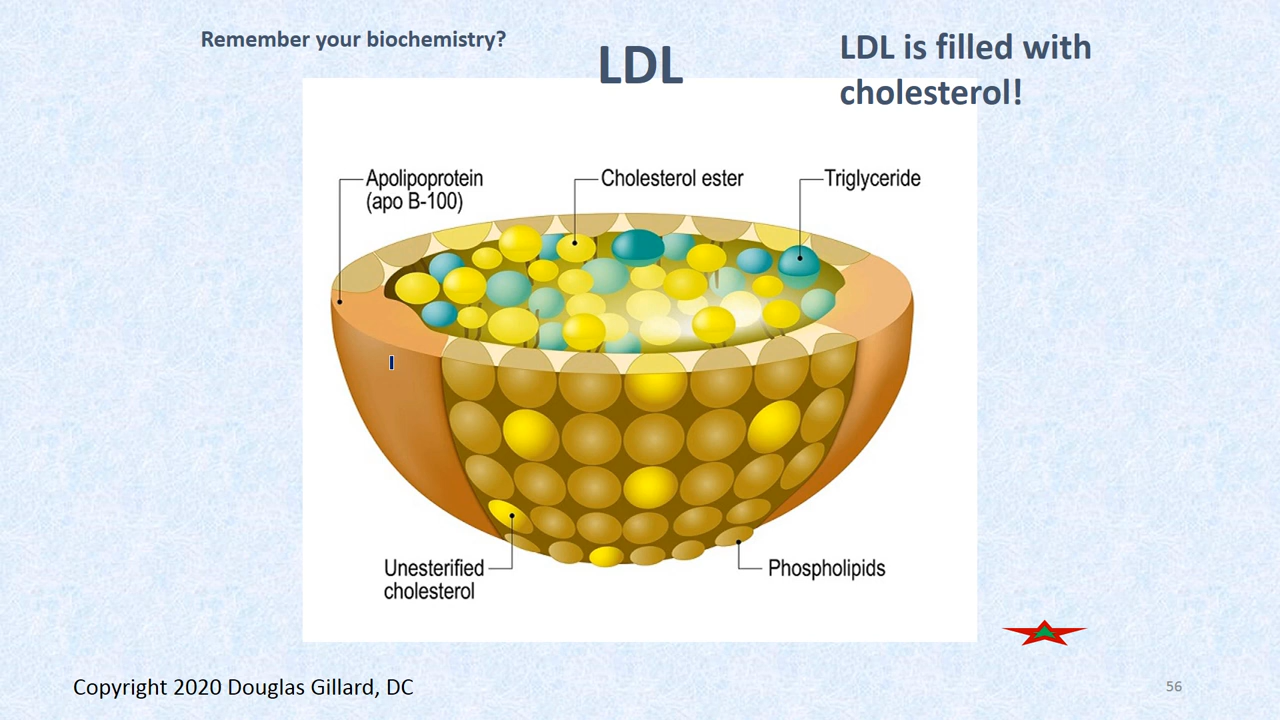 Remember your biochemistry?
LDL
LDL is filled with
cholesterol!
Apolipoprotein
(apo B-100)
Cholesterol ester
Triglyceride
Unesterified
cholesterol
Phospholipids
Copyright 2020 Douglas Gillard, DC
56